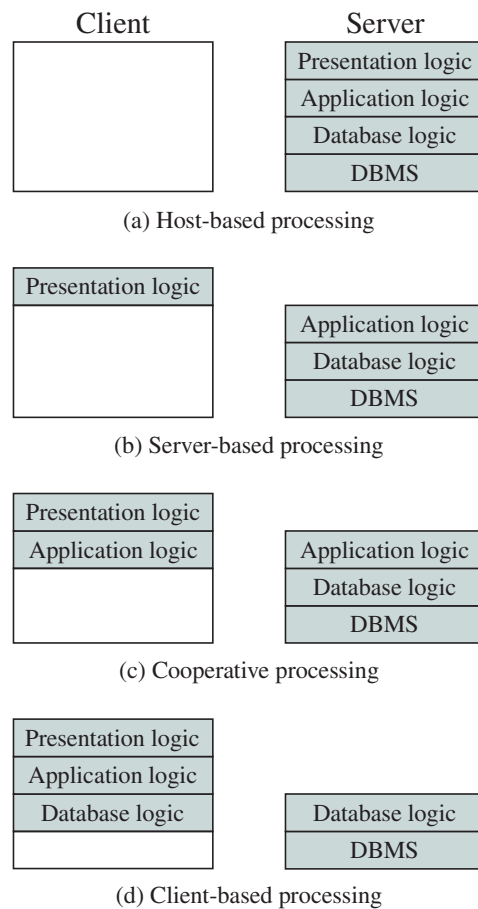 Client
Server
Presentation logic
Application logic
Database logic
DBMS
(a) Host-based processing
Presentation logic
Application logic
Database logic
DBMS
(b) Server-based processing
Presentation logic
Application logic
Application logic
Database logic
DBMS
(c) Cooperative processing
Presentation logic
Application logic
Database logic
Database logic
DBMS
(d) Client-based processing